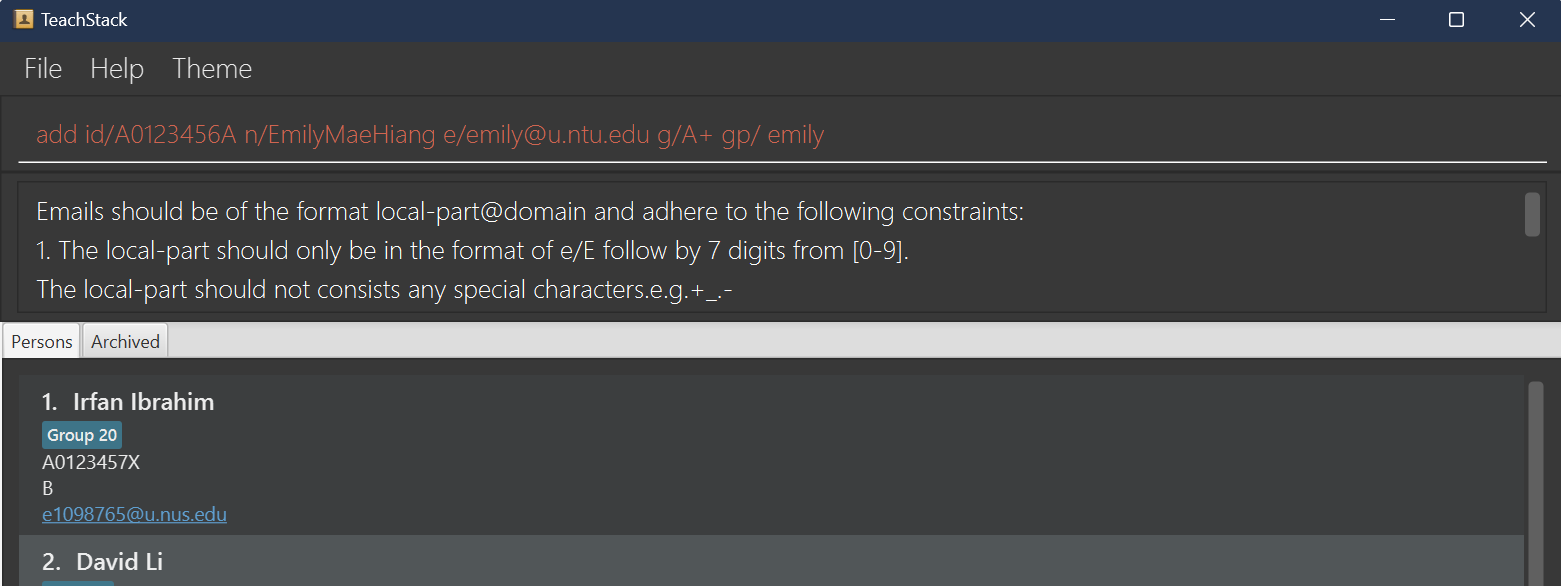 TeachStack
File Help Theme
add id/A0123456A n/EmilyMaeHiang e/emily@u.ntu.edu g/A+ gp/ emily
Emails should be of the format local-part@domain and adhere to the following constraints:
1. The local-part should only be in the format of e/E follow by 7 digits from [0-9].
The local-part should not consists any special characters.e.g.+_.-
Persons Archived
1. Irfan Ibrahim
Group 20
A0123457X
B
e1098765@u.nus.edu
2. David Li